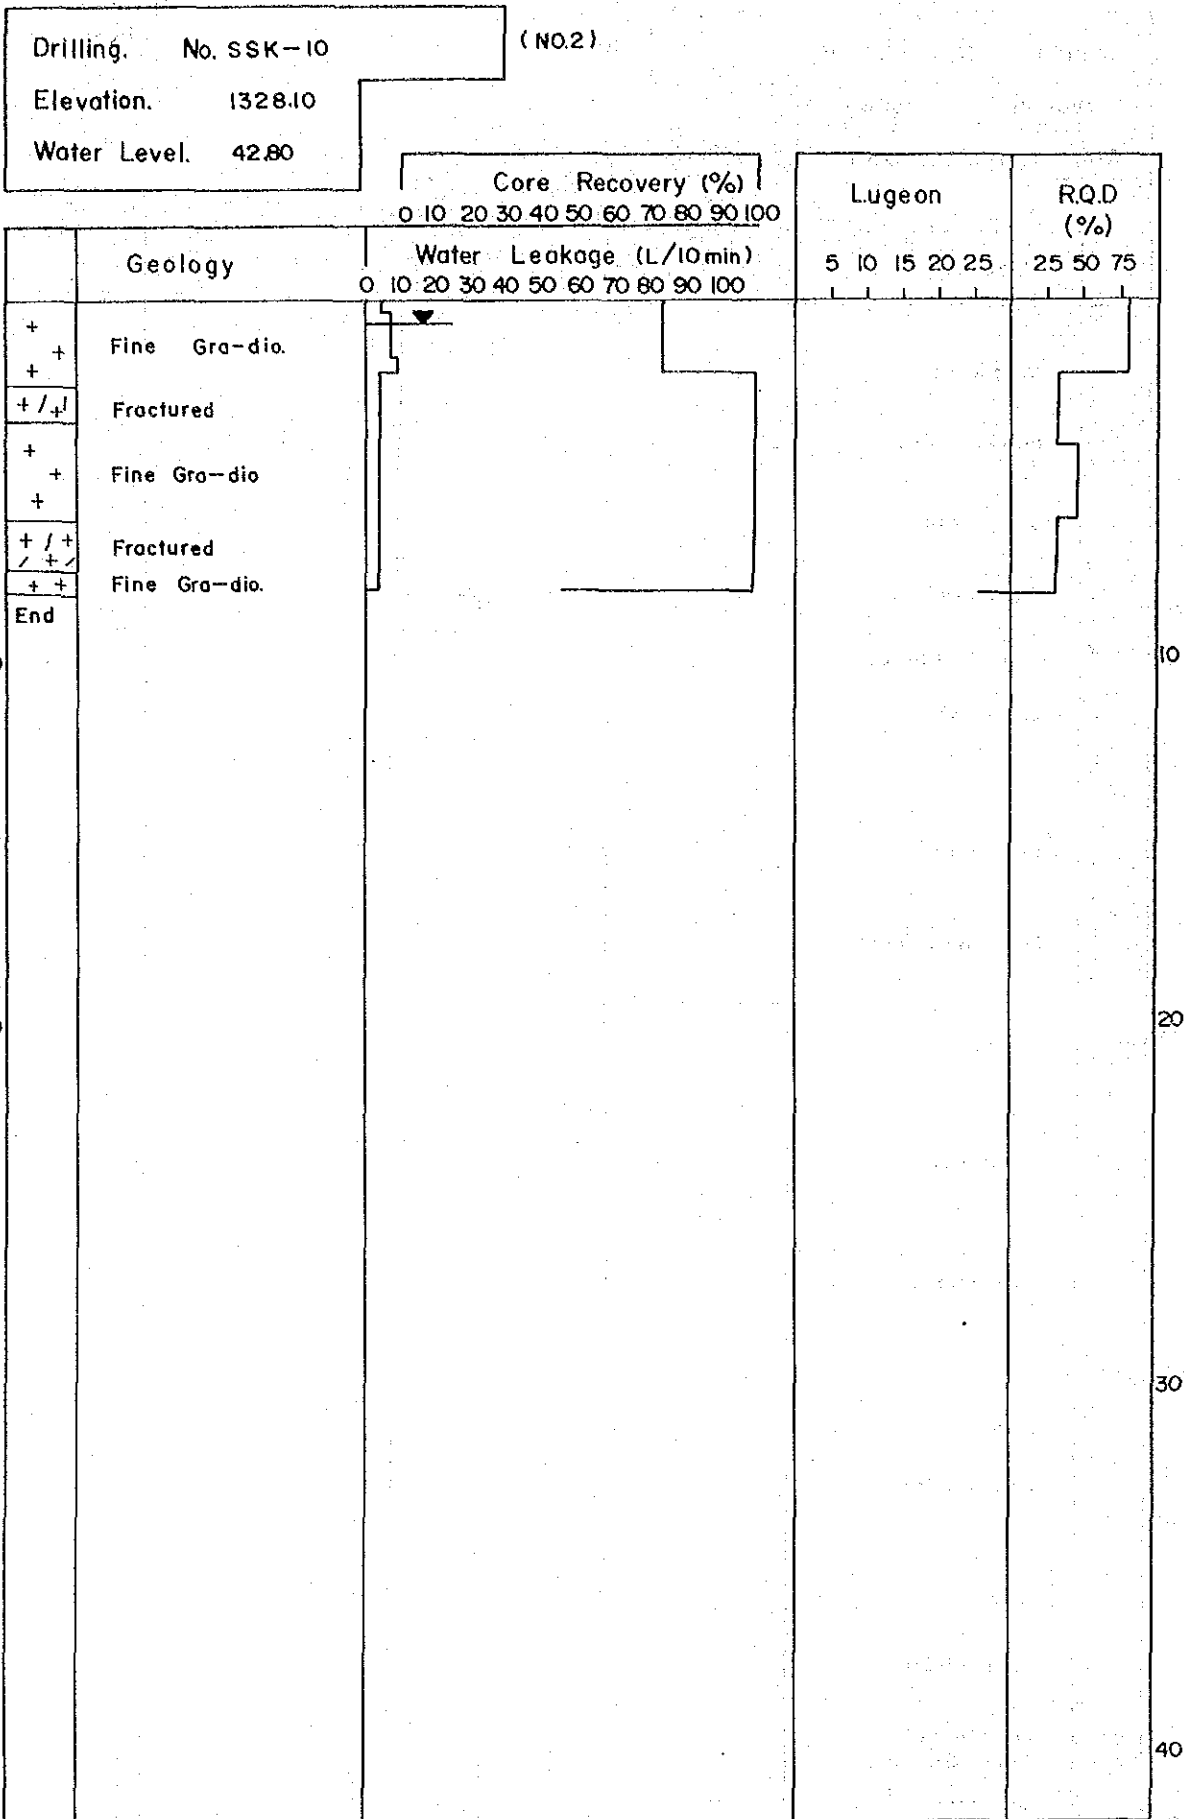 Drilling. No. SSK-10
(NO.2)
Elevation. 1328.10
Water Level. 42.80
Core Recovery (%)
0 10 20 30 40 50 60 70 80 90 100
Lugeon
R.Q.D
(%)
Geology
Water Leakage (L/10min)
0 10 20 30 40 50 60 70 80 90 100
5 10 15 20 25
25 50 75
Fine Gra-dio.
Fractured
Fine Gra-dio
Fractured
Fine Gra-dio.
End
10
20
30
40